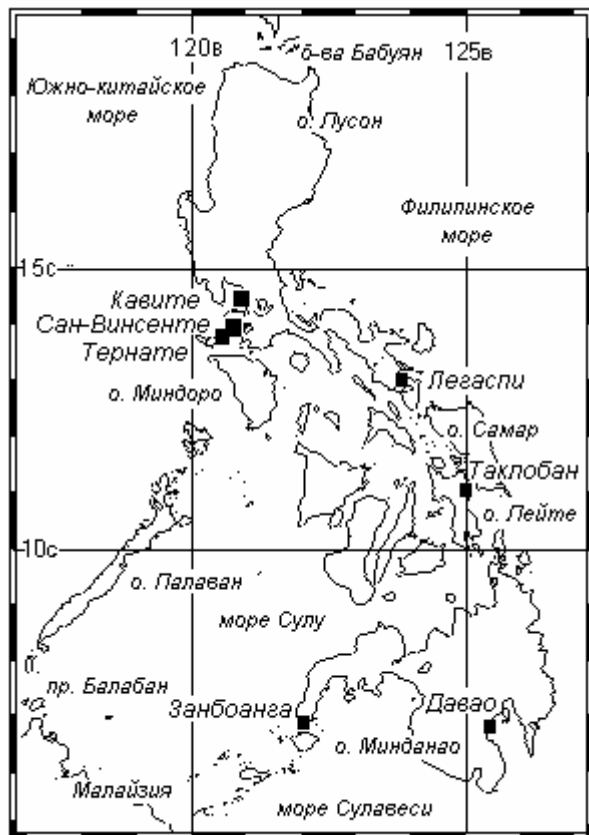 120в
125в
о-ва Бабуян
Южно-китайское
море
о. Лусон
Филипинское
море
15с
Кавите
Сан-Винсенте
Тернате
о. Миндоро
Легаспи
о. Самар
Таклобан
о. Лейте
10с
о. Палаван
море Сулу
пр. Балабан
Занбоанга
Давао
о. Минданао
Малайзия
море Сулавеси